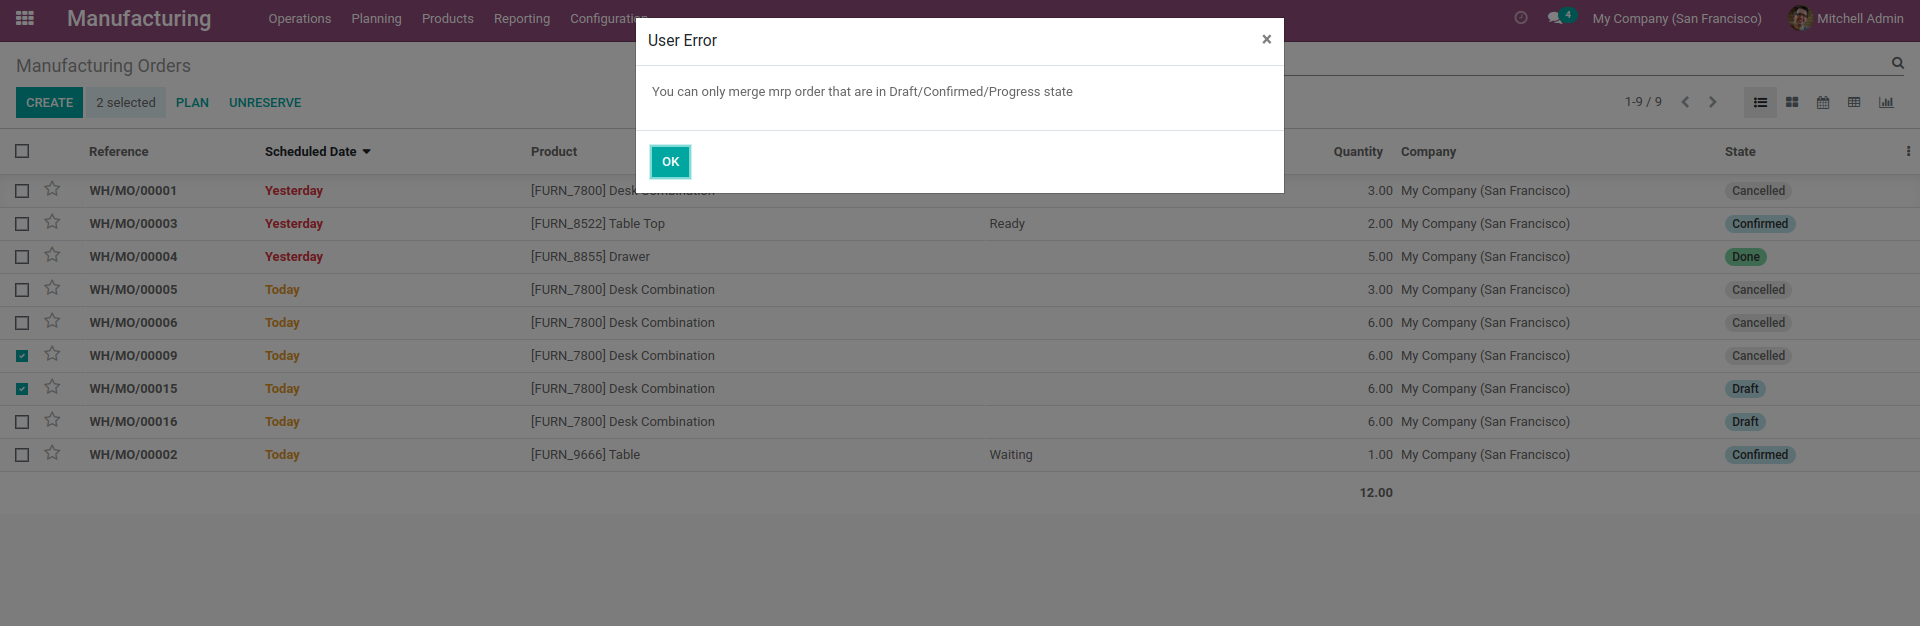 Manufacturing Operations Planning Products Reporting Configuration 4 My Company (San Francisco) Mitchell Admin
User Error ×
Manufacturing Orders
You can only merge mrp order that are in Draft/Confirmed/Progress state
CREATE 2 selected PLAN UNRESERVE 1-9 / 9
Reference Scheduled Date Product Quantity Company State
OK
WH/MO/00001 Yesterday [FURN_7800] Desk Combination 3.00 My Company (San Francisco) Cancelled
WH/MO/00003 Yesterday [FURN_8522] Table Top Ready 2.00 My Company (San Francisco) Confirmed
WH/MO/00004 Yesterday [FURN_8855] Drawer 5.00 My Company (San Francisco) Done
WH/MO/00005 Today [FURN_7800] Desk Combination 3.00 My Company (San Francisco) Cancelled
WH/MO/00006 Today [FURN_7800] Desk Combination 6.00 My Company (San Francisco) Cancelled
WH/MO/00009 Today [FURN_7800] Desk Combination 6.00 My Company (San Francisco) Cancelled
WH/MO/00015 Today [FURN_7800] Desk Combination 6.00 My Company (San Francisco) Draft
WH/MO/00016 Today [FURN_7800] Desk Combination 6.00 My Company (San Francisco) Draft
WH/MO/00002 Today [FURN_9666] Table Waiting 1.00 My Company (San Francisco) Confirmed
12.00